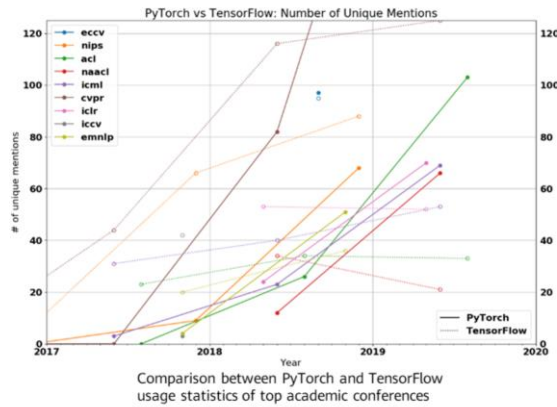 PyTorch vs TensorFlow: Number of Unique Mentions
120
100
80
60
40
20
0
# of unique mentions
eccv
nips
acl
naacl
icml
cvpr
iclr
iccv
emnlp
120
100
80
60
40
20
0
PyTorch
TensorFlow
2017
2018
2019
2020
Year
Comparison between PyTorch and TensorFlow
usage statistics of top academic conferences